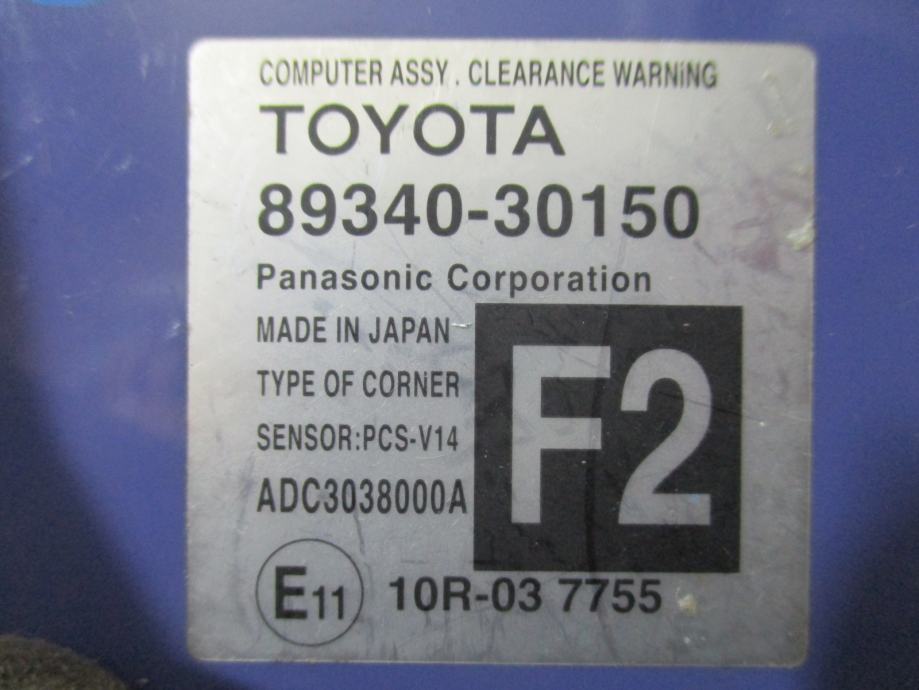 COMPUTER ASSY . CLEARANCE WARNiNG
TOYOTA
89340-30150
Panasonic Corporation
MADE IN JAPAN
TYPE OF CORNER
SENSOR:PCS-V14
ADC3038000A
F2
E11 10R-03 7755